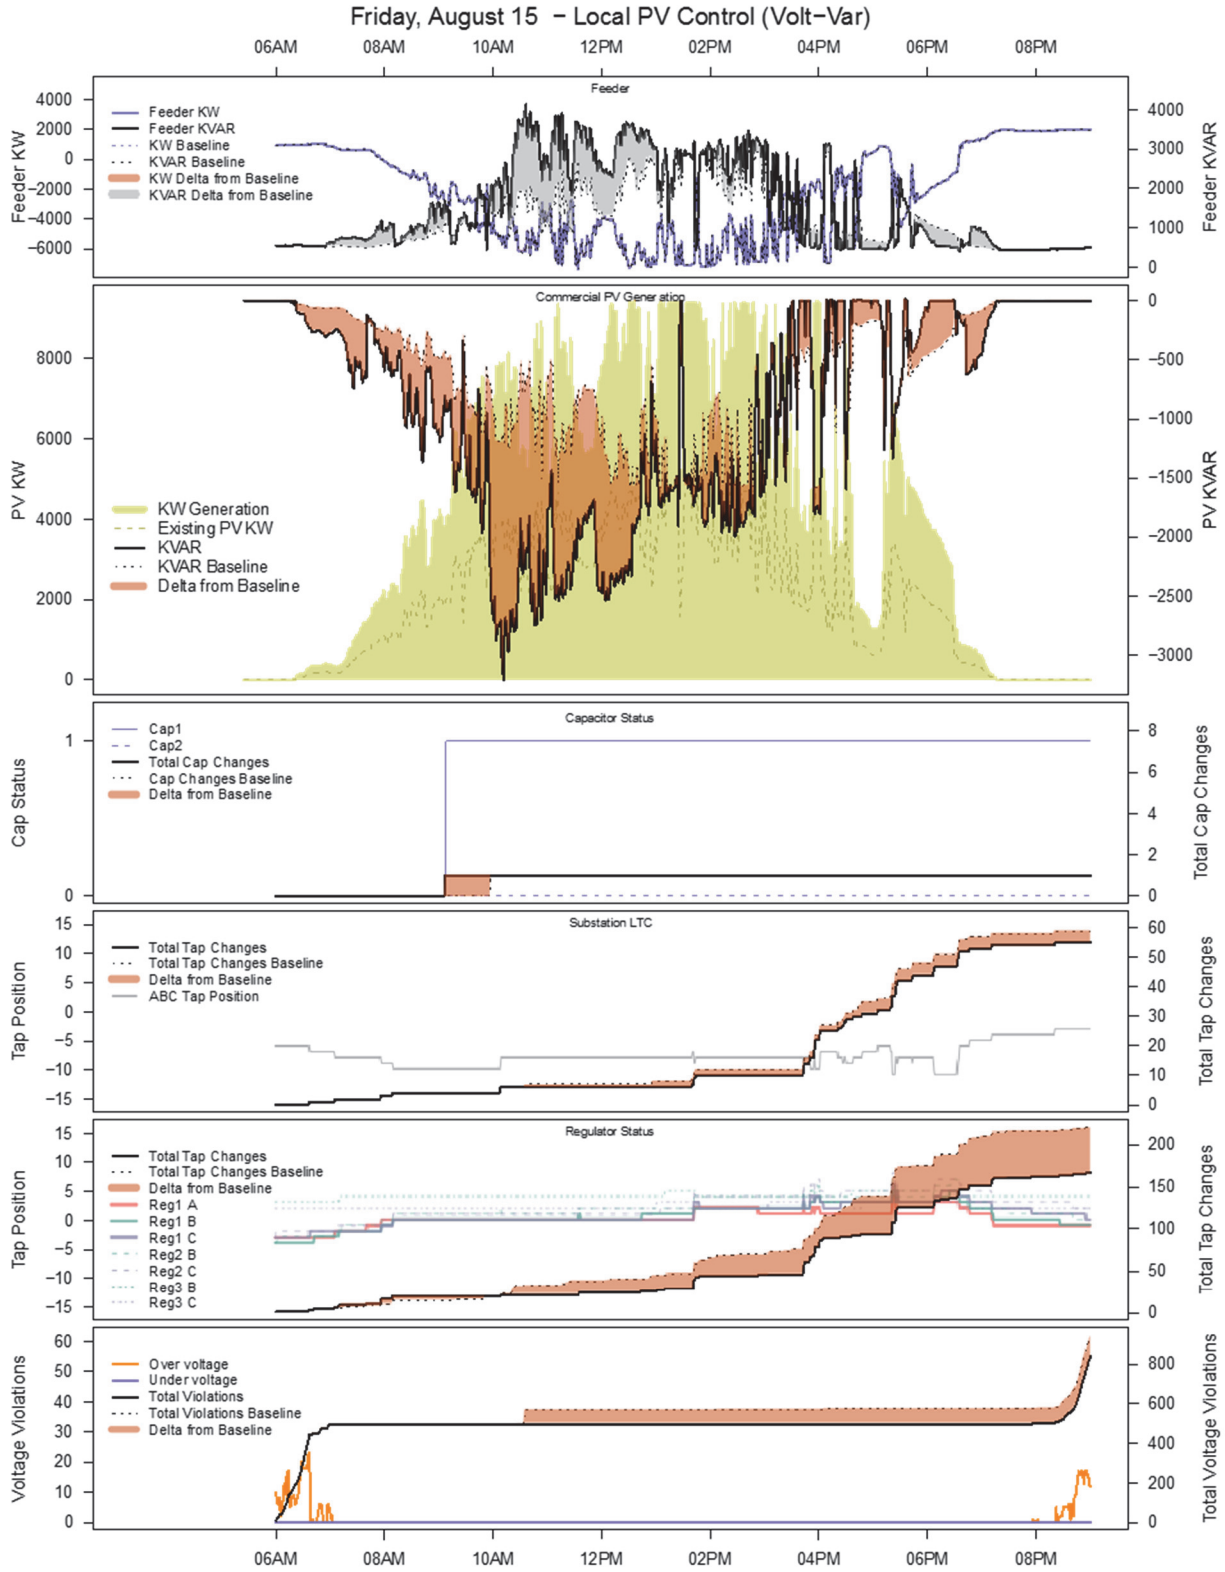 Friday, August 15 − Local PV Control (Volt−Var)
06AM 08AM 10AM 12PM 02PM 04PM 06PM 08PM
Feeder
Feeder KW
4000
2000
0
−2000
−4000
−6000
Feeder KW
Feeder KVAR
KW Baseline
KVAR Baseline
KW Delta from Baseline
KVAR Delta from Baseline
4000
3000
2000
1000
0
Feeder KVAR
Commercial PV Generation
PV KW
8000
6000
4000
2000
0
KW Generation
Existing PV KW
KVAR
KVAR Baseline
Delta from Baseline
0
−500
−1000
−1500
−2000
−2500
−3000
PV KVAR
Capacitor Status
Cap Status
1
0
Cap1
Cap2
Total Cap Changes
Cap Changes Baseline
Delta from Baseline
8
6
4
2
0
Total Cap Changes
Substation LTC
Tap Position
15
10
5
0
−5
−10
−15
Total Tap Changes
Total Tap Changes Baseline
Delta from Baseline
ABC Tap Position
60
50
40
30
20
10
0
Total Tap Changes
Regulator Status
Tap Position
15
10
5
0
−5
−10
−15
Total Tap Changes
Total Tap Changes Baseline
Delta from Baseline
Reg1 A
Reg1 B
Reg1 C
Reg2 B
Reg2 C
Reg3 B
Reg3 C
200
150
100
50
0
Total Tap Changes
Voltage Violations
60
50
40
30
20
10
0
Over voltage
Under voltage
Total Violations
Total Violations Baseline
Delta from Baseline
800
600
400
200
0
Total Voltage Violations
06AM 08AM 10AM 12PM 02PM 04PM 06PM 08PM